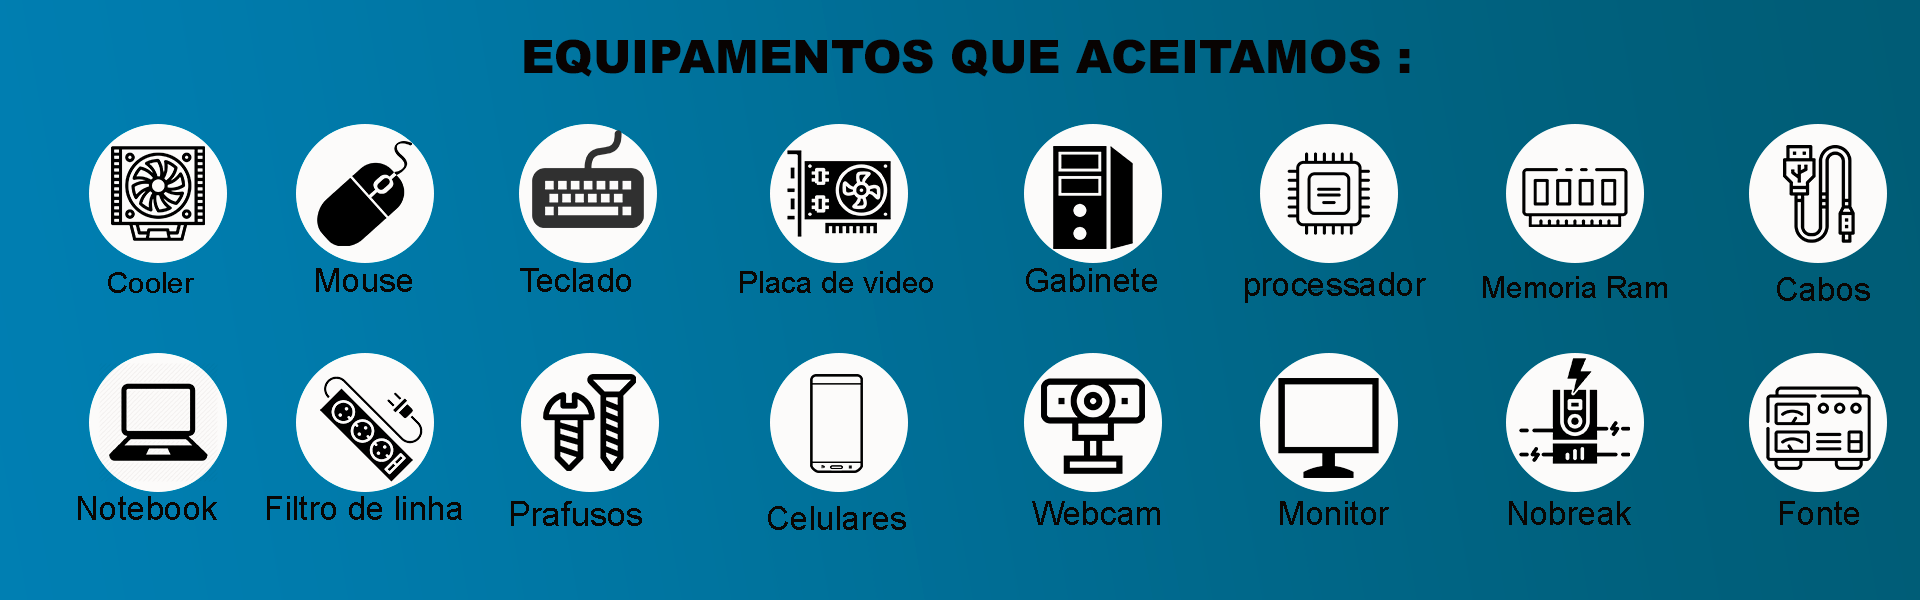 EQUIPAMENTOS QUE ACEITAMOS :
Cooler
Mouse
Teclado
Placa de video
Gabinete
processador
Memoria Ram
Cabos
Notebook
Filtro de linha
Prafusos
Celulares
Webcam
Monitor
Nobreak
Fonte